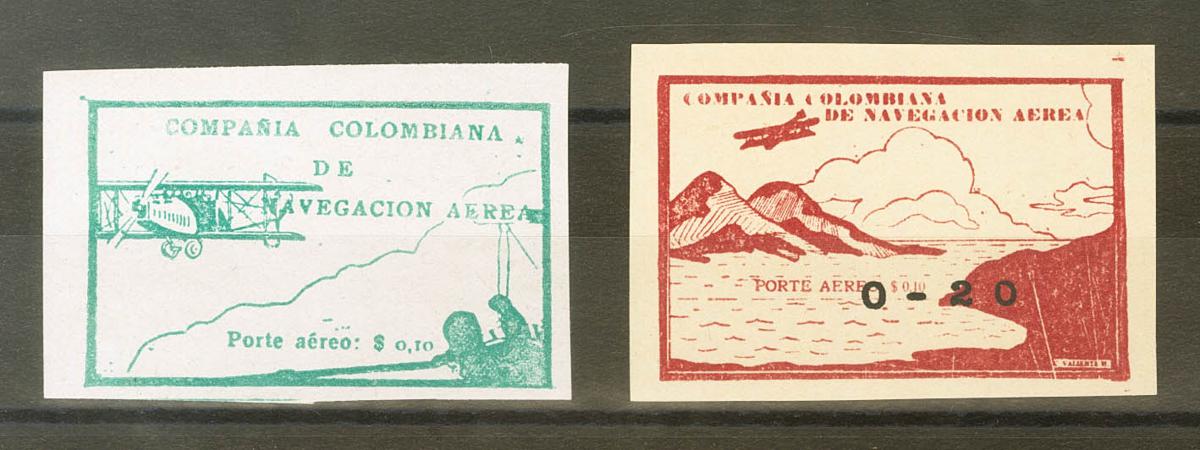 COMPAÑIA COLOMBIANA
DE
NAVEGACION AEREA
Porte aéreo: $ 0,10
COMPAÑIA COLOMBIANA
DE NAVEGACION AEREA
PORTE AEREO $ 0,10
0-20
VALIENTE M.